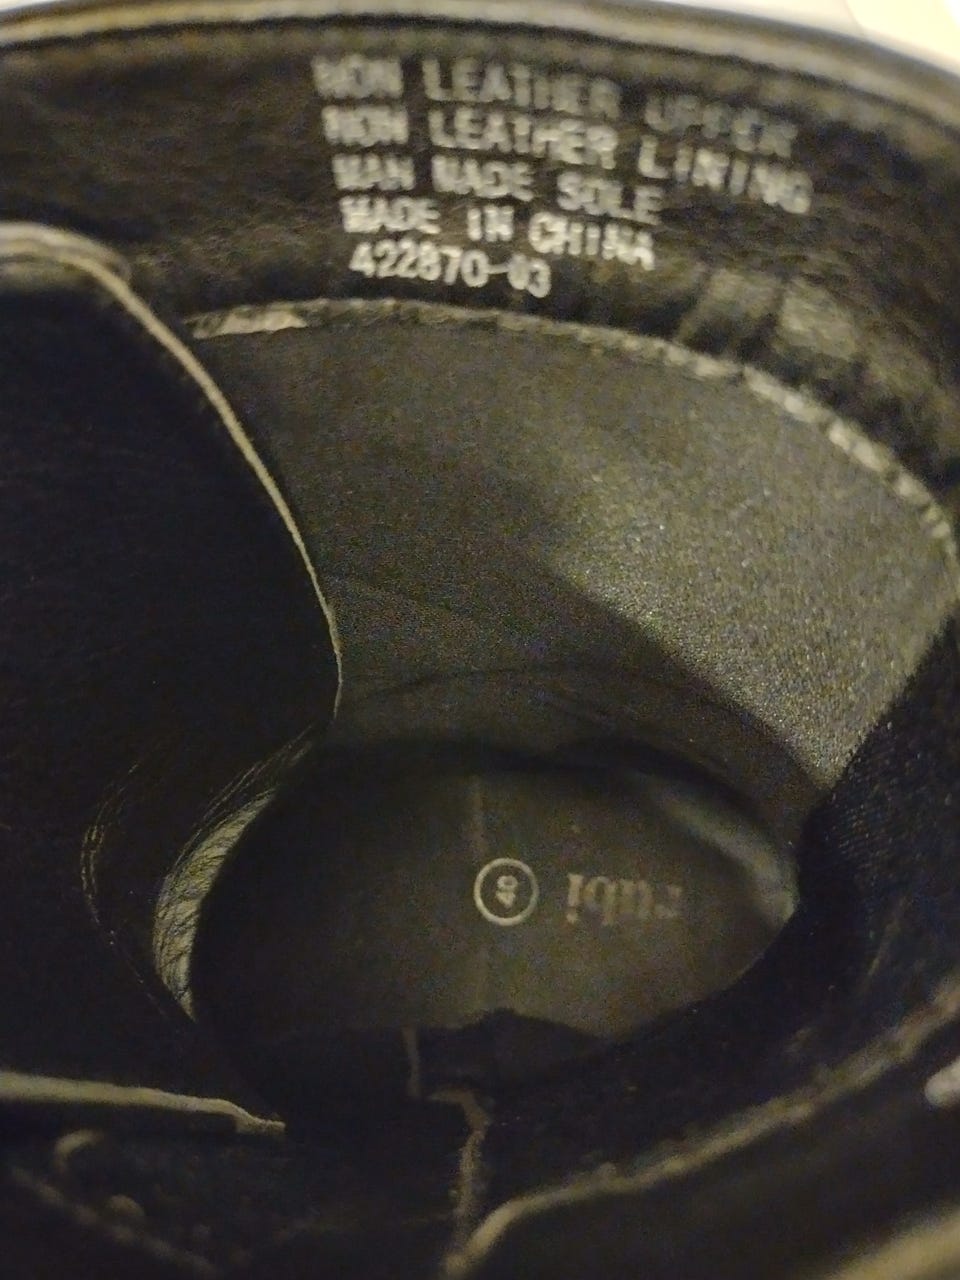 NON LEATHER UPPER
NON LEATHER LINING
MAN MADE SOLE
MADE IN CHINA
422870-03
rubi
40